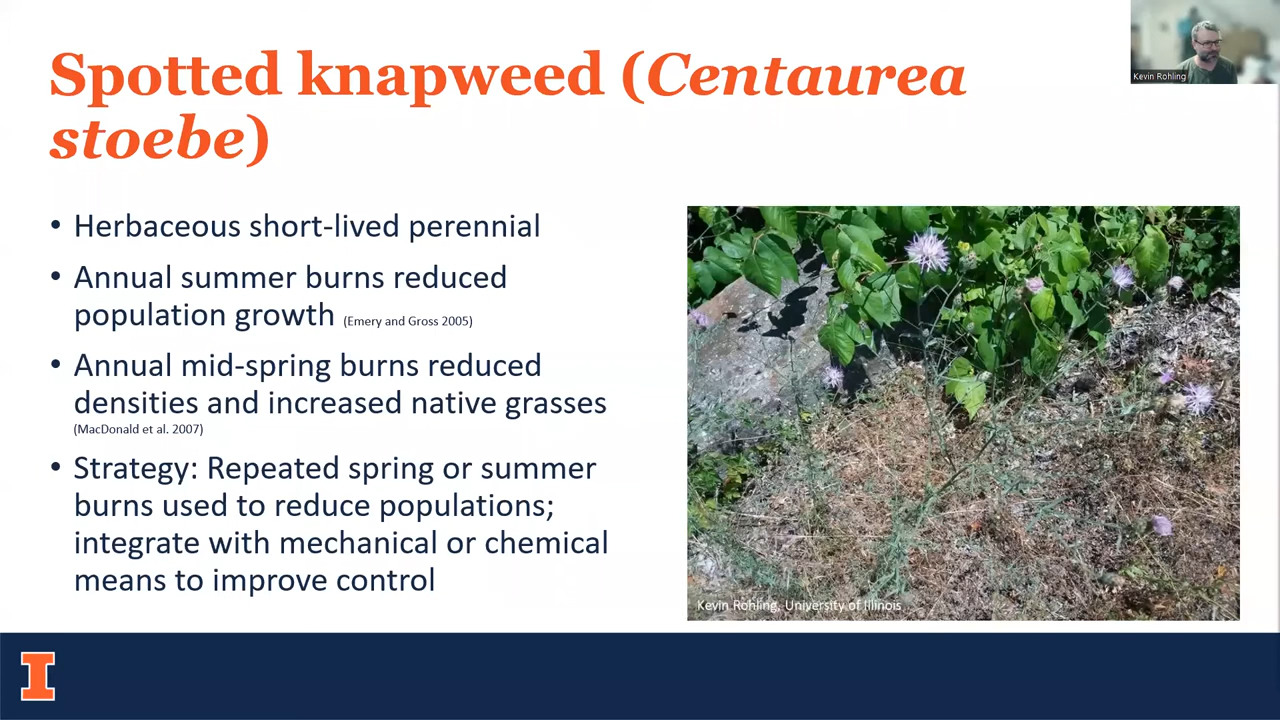 Spotted knapweed (Centaurea
stoebe)
Kevin Rohling
• Herbaceous short-lived perennial
• Annual summer burns reduced
population growth (Emery and Gross 2005)
• Annual mid-spring burns reduced
densities and increased native grasses
(MacDonald et al. 2007)
• Strategy: Repeated spring or summer
burns used to reduce populations;
integrate with mechanical or chemical
means to improve control
Kevin Rohling, University of Illinois
I